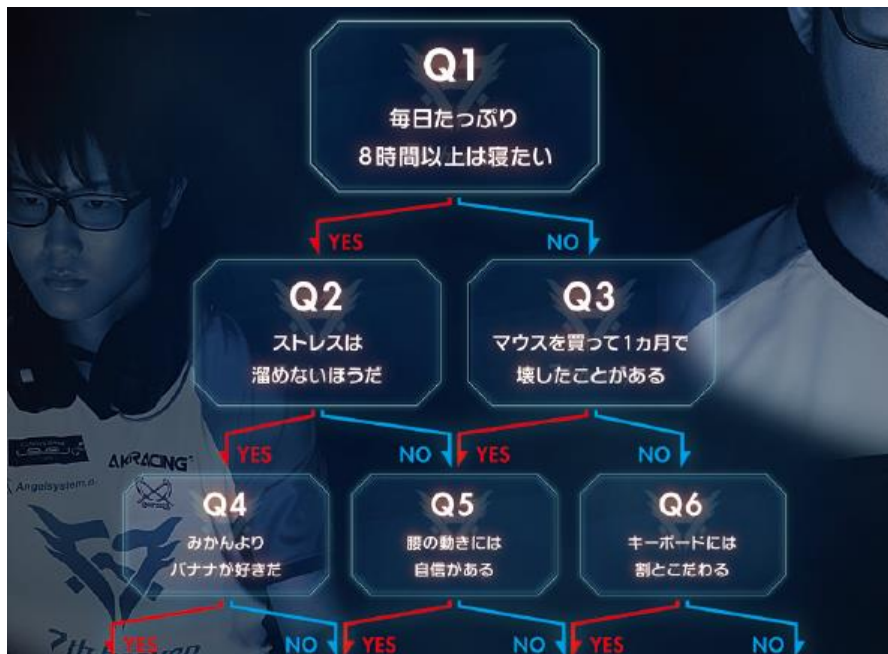 Q1
毎日たっぷり
8時間以上は寝たい
YES
NO
Q2
ストレスは
溜めないほうだ
Q3
マウスを買って1ヵ月で
壊したことがある
YES
NO
YES
NO
AKRACING
Angelsystem.n
Q4
みかんより
バナナが好きだ
Q5
腰の動きには
自信がある
Q6
キーボードには
割とこだわる
YES
NO
YES
NO
YES
NO